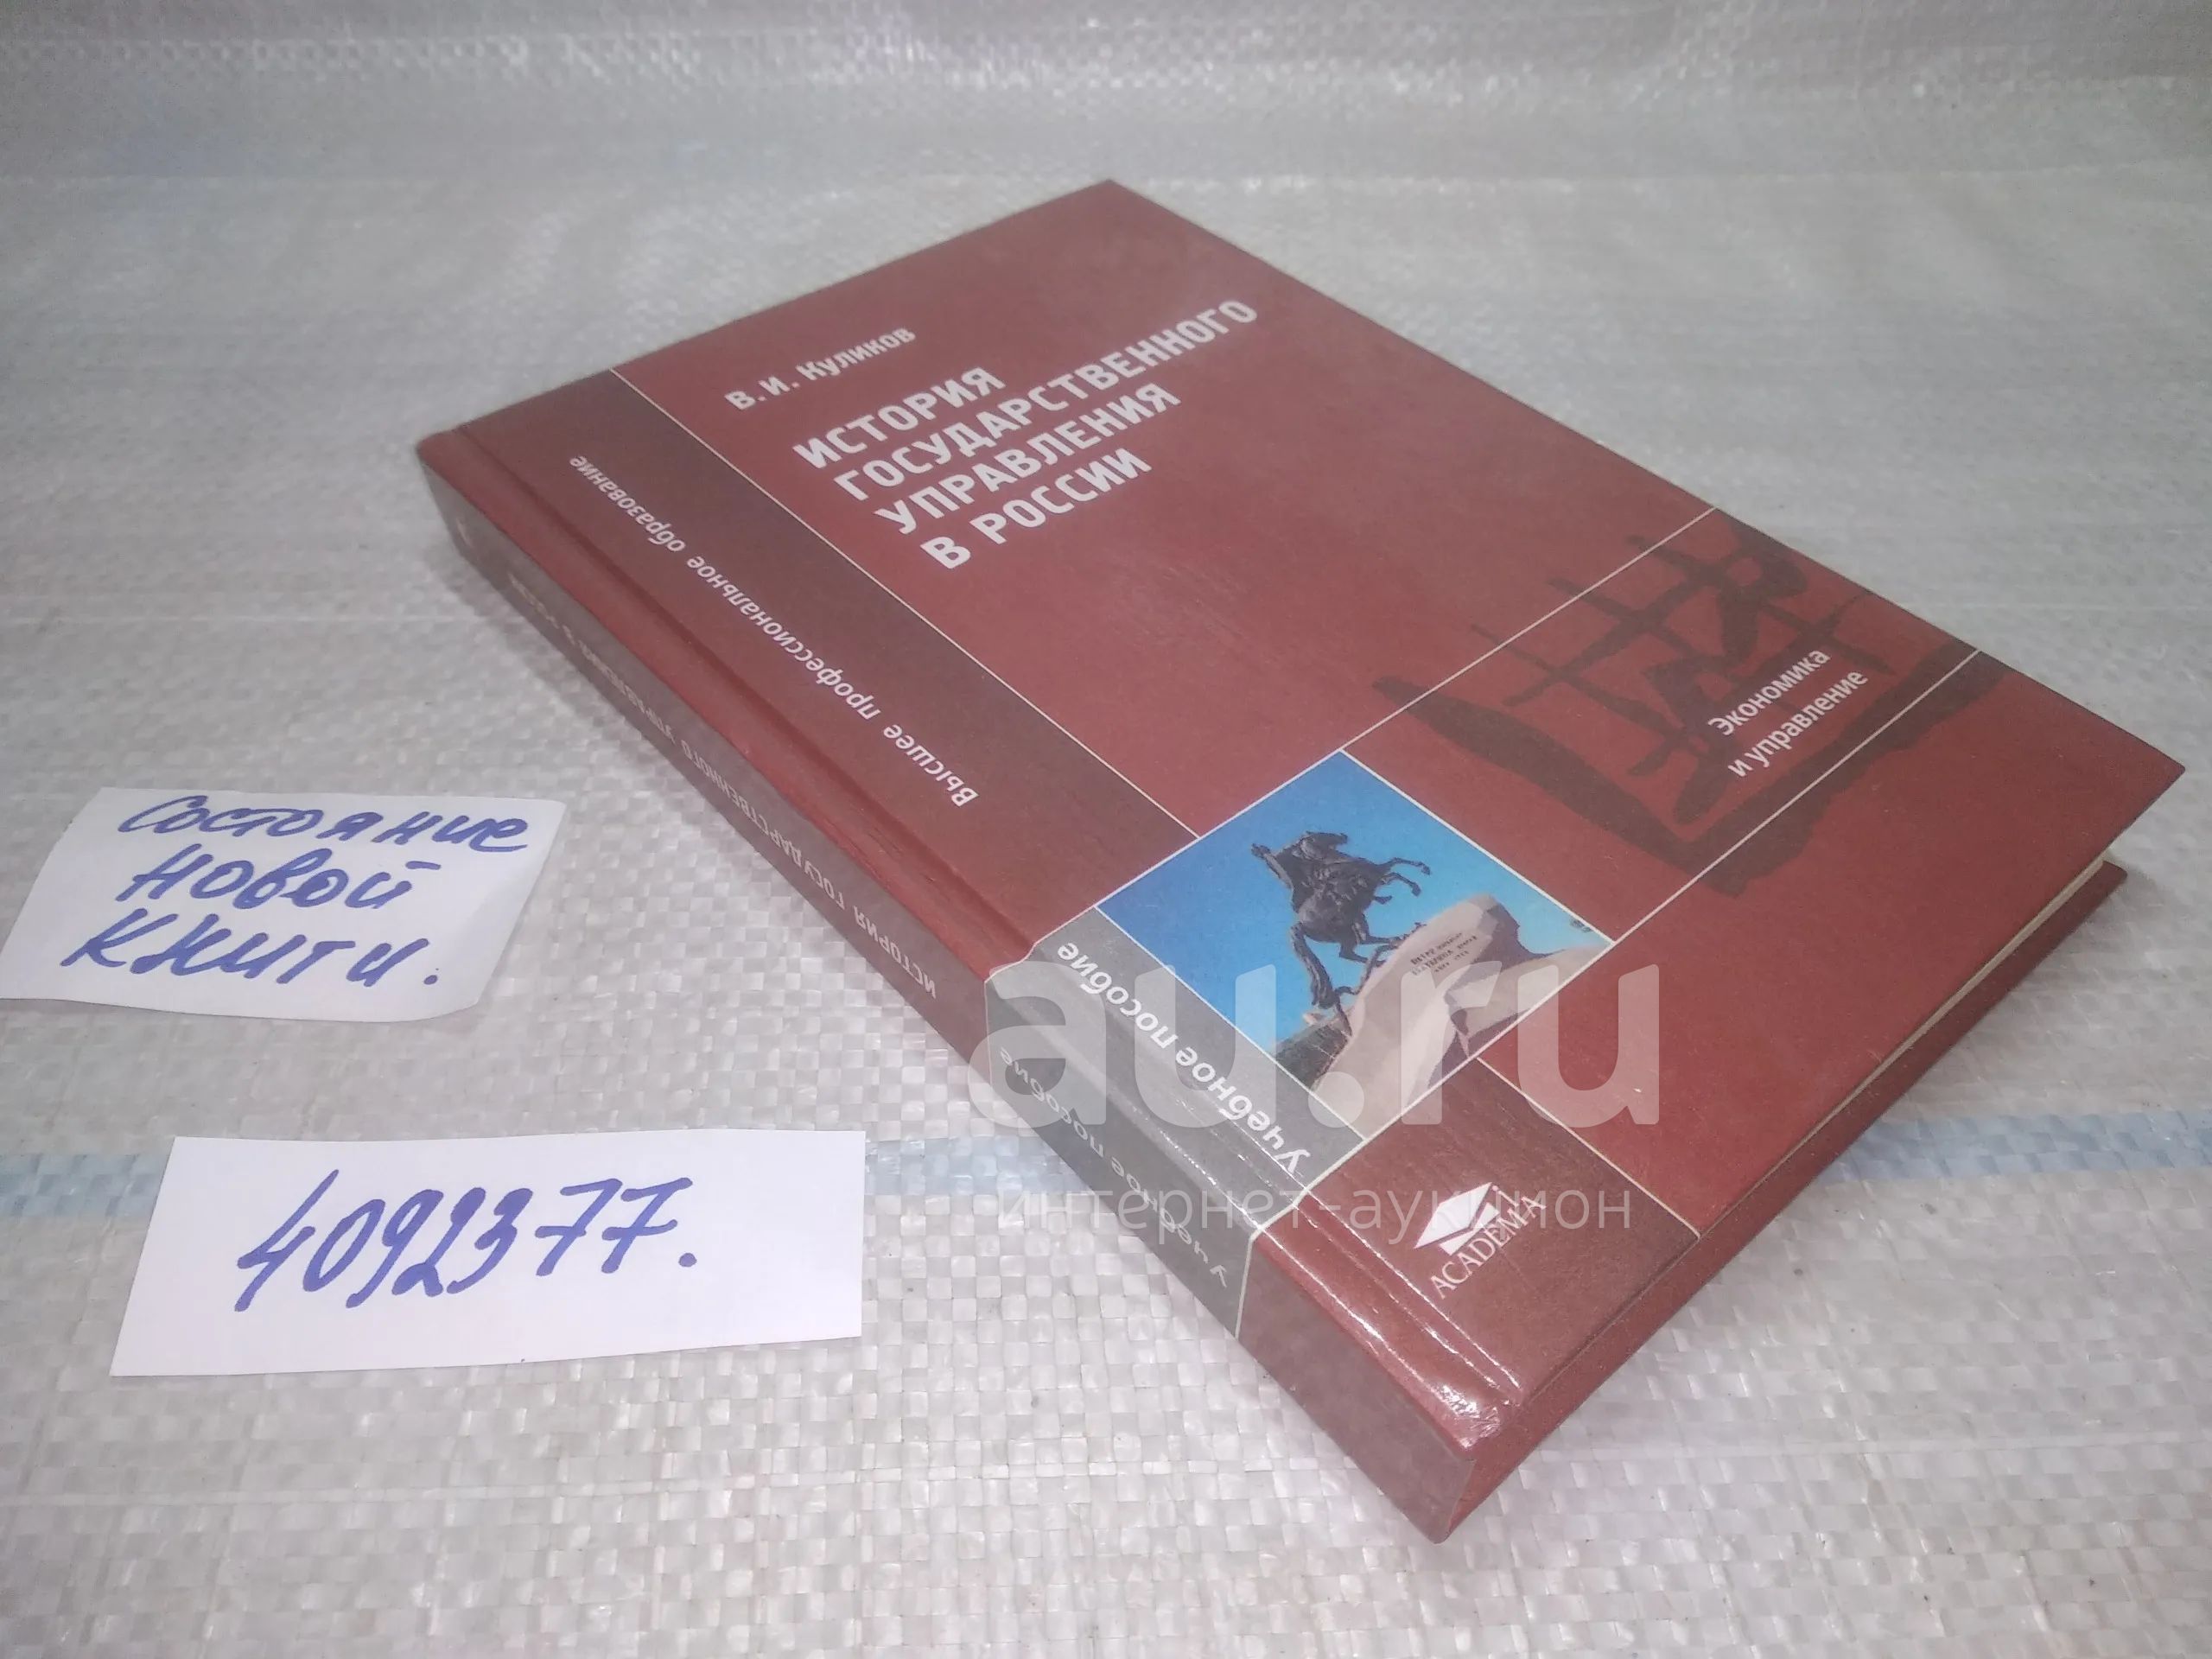 В. И. Куликов
ИСТОРИЯ
ГОСУДАРСТВЕННОГО
УПРАВЛЕНИЯ
В РОССИИ
Высшее профессиональное образование
Экономика
и управление
Учебное пособие
ACADEMA
ИСТОРИЯ ГОСУДАРСТВЕННОГО УПРАВЛЕНИЯ В РОССИИ
Учебное пособие
Состояние
новой
книги.
4092377.
au.ru
интернет-аукцион